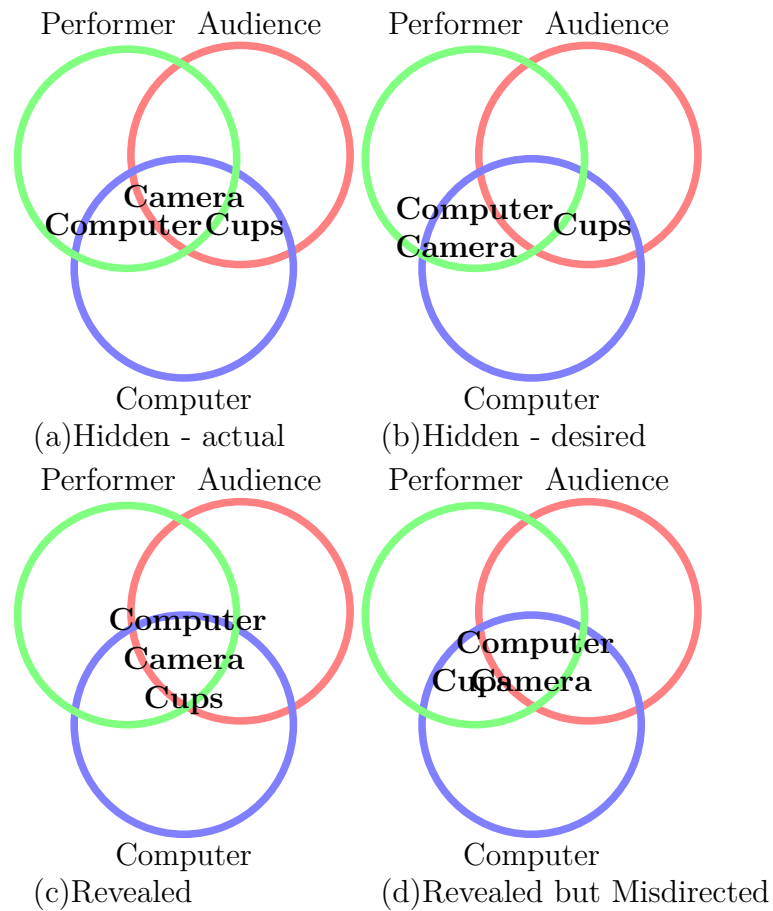 Performer Audience
Camera
Computer Cups
Computer
(a)Hidden - actual
Performer Audience
Computer
Cups
Camera
Computer
(b)Hidden - desired
Performer Audience
Computer
Camera
Cups
Computer
(c)Revealed
Performer Audience
Computer
Cups Camera
Computer
(d)Revealed but Misdirected